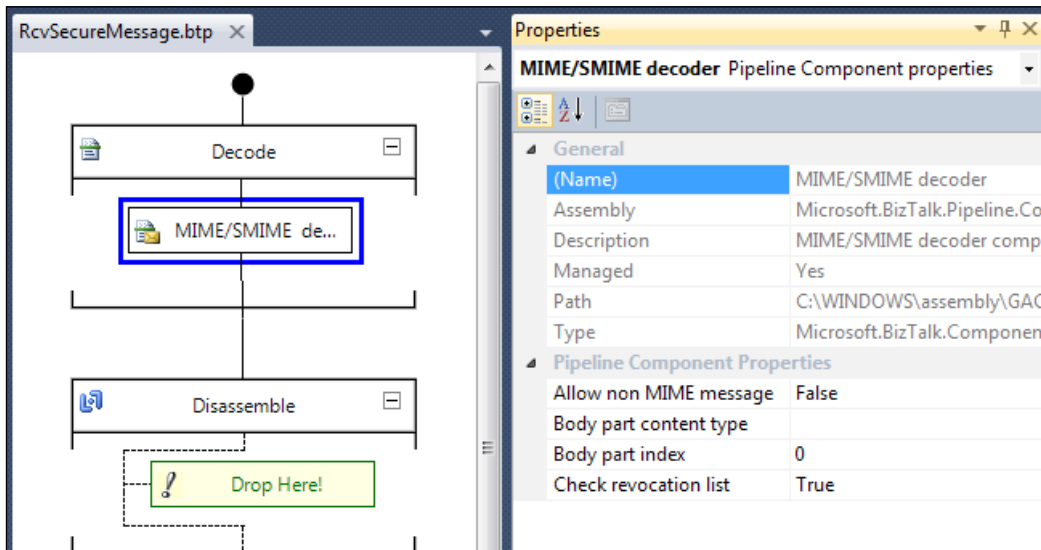 RcvSecureMessage.btp
Decode
MIME/SMIME de...
Disassemble
Drop Here!
Properties
MIME/SMIME decoder Pipeline Component properties
General
(Name) MIME/SMIME decoder
Assembly Microsoft.BizTalk.Pipeline.Co
Description MIME/SMIME decoder comp
Managed Yes
Path C:\WINDOWS\assembly\GAC
Type Microsoft.BizTalk.Componen
Pipeline Component Properties
Allow non MIME message False
Body part content type
Body part index 0
Check revocation list True